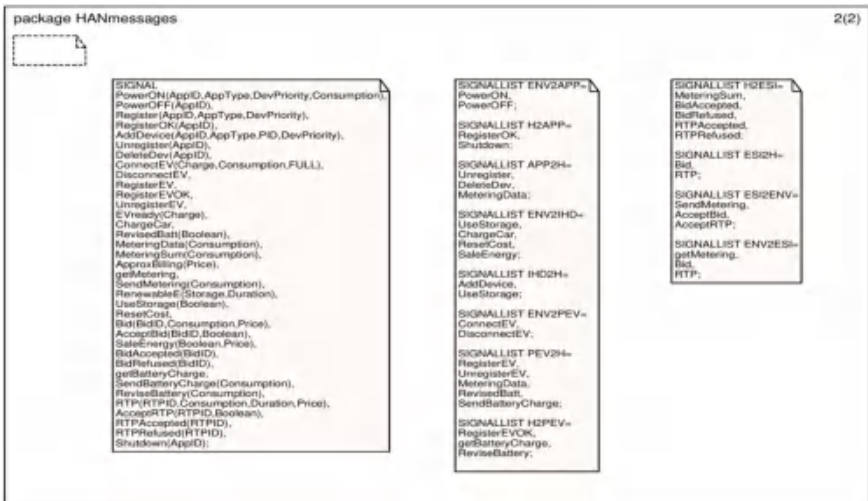 package HANmessages
2(2)
SIGNAL
PowerON(AppID,AppType,DevPriority,Consumption),
PowerOFF(AppID),
Register(AppID,AppType,DevPriority),
RegisterOK(AppID),
AddDevice(AppID,AppType,PID,DevPriority),
Unregister(AppID),
DeleteDev(AppID),
ConnectEV(Charge,Consumption,FULL),
DisconnectEV,
RegisterEV,
RegisterEVOK,
UnregisterEV,
EVready(Charge),
ChargeCar,
RevisedBatt(Boolean),
MeteringData(Consumption),
MeteringSum(Consumption),
ApproxBilling(Price),
getMetering,
SendMetering(Consumption),
RenewableE(Storage,Duration),
UseStorage(Boolean),
ResetCost,
Bid(BidID,Consumption,Price),
AcceptBid(BidID,Boolean),
SaleEnergy(Boolean,Price),
BidAccepted(BidID),
BidRefused(BidID),
getBatteryCharge,
SendBatteryCharge(Consumption),
ReviseBattery(Consumption),
RTP(RTPID,Consumption,Duration,Price),
AcceptRTP(RTPID,Boolean),
RTPAccepted(RTPID),
RTPRefused(RTPID),
Shutdown(AppID);
SIGNALLIST ENV2APP=
PowerON,
PowerOFF;
SIGNALLIST H2APP=
RegisterOK,
Shutdown;
SIGNALLIST APP2H=
Unregister,
DeleteDev,
MeteringData;
SIGNALLIST ENV2IHD=
UseStorage,
ChargeCar,
ResetCost,
SaleEnergy;
SIGNALLIST IHD2H=
AddDevice,
UseStorage;
SIGNALLIST ENV2PEV=
ConnectEV,
DisconnectEV;
SIGNALLIST PEV2H=
RegisterEV,
UnregisterEV,
MeteringData,
RevisedBatt,
SendBatteryCharge;
SIGNALLIST H2PEV=
RegisterEVOK,
getBatteryCharge,
ReviseBattery;
SIGNALLIST H2ESI=
MeteringSum,
BidAccepted,
BidRefused,
RTPAccepted,
RTPRefused;
SIGNALLIST ESI2H=
Bid,
RTP;
SIGNALLIST ESI2ENV=
SendMetering,
AcceptBid,
AcceptRTP;
SIGNALLIST ENV2ESI=
getMetering,
Bid,
RTP;